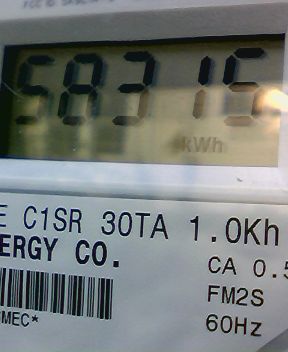 58315
kWh
E C1SR 30TA 1.0Kh
ERGY CO.
CA 0.5
FM2S
MEC*
60Hz